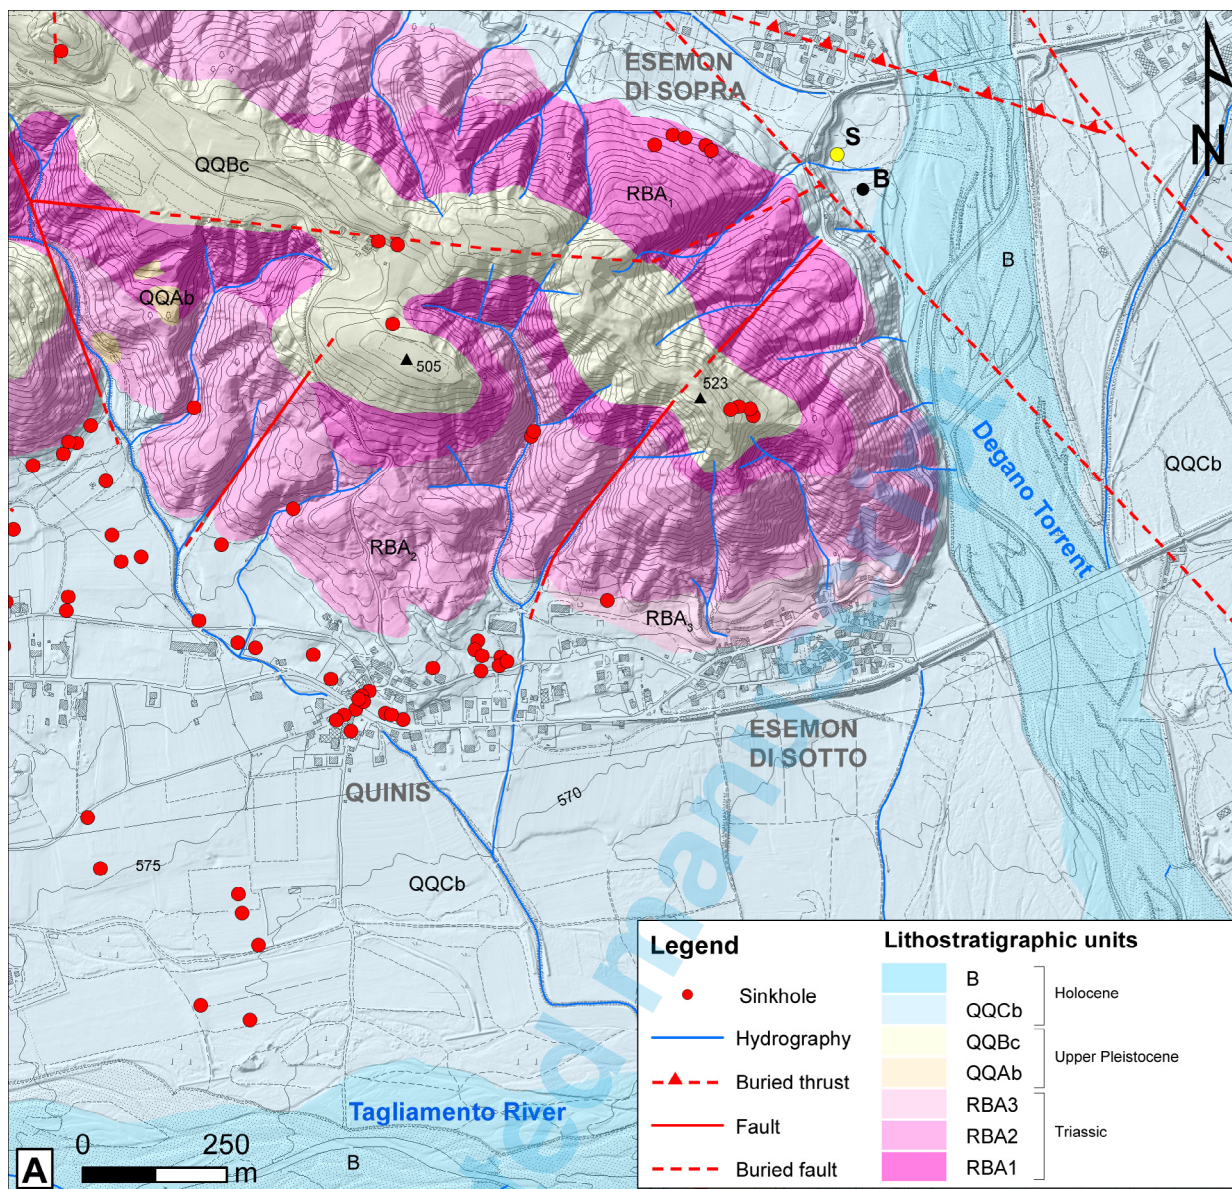 ESEMON
DI SOPRA
N
S
B
QQBc
RBA1
B
QQAb
505
523
QQCb
Degano Torrent
RBA2
RBA3
ESEMON
DI SOTTO
QUINIS
570
575
QQCb
Tagliamento River
B
A
0 250
m
Legend
Sinkhole
Hydrography
Buried thrust
Fault
Buried fault
Lithostratigraphic units
B
QQCb
Holocene
QQBc
QQAb
Upper Pleistocene
RBA3
RBA2
RBA1
Triassic
ted manuscript